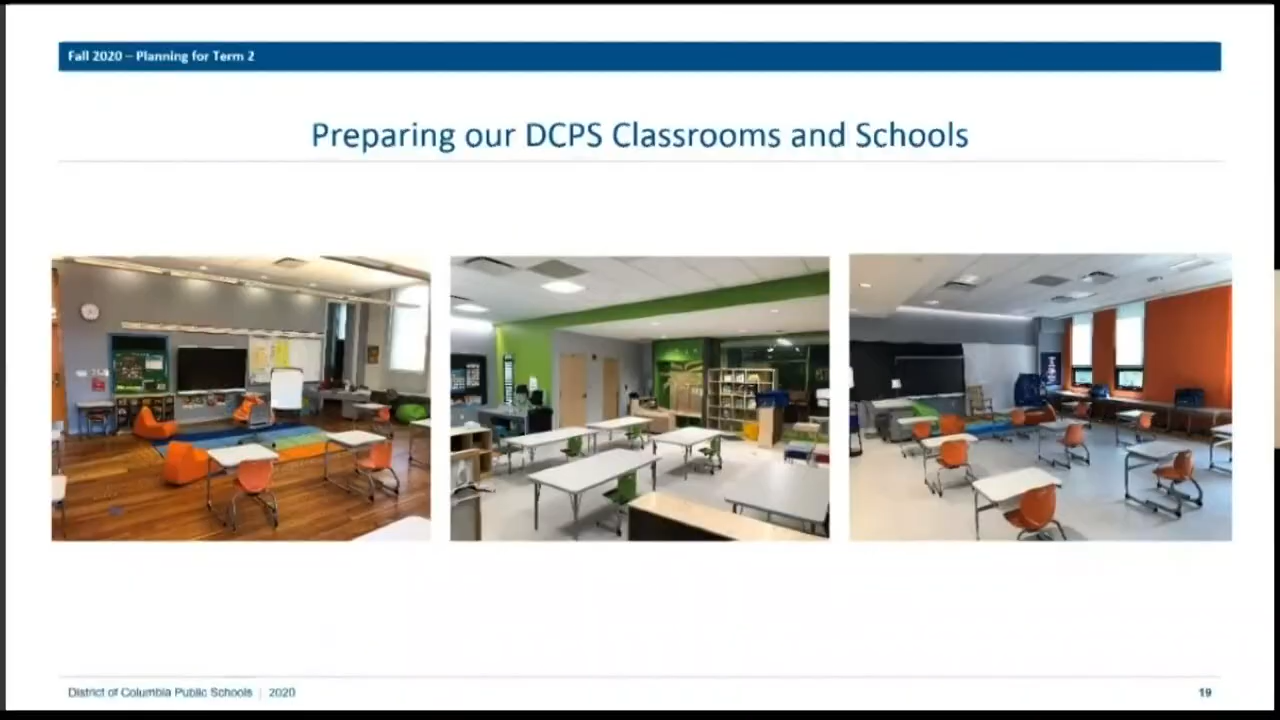 Fall 2020 – Planning for Term 2
Preparing our DCPS Classrooms and Schools
District of Columbia Public Schools | 2020
19